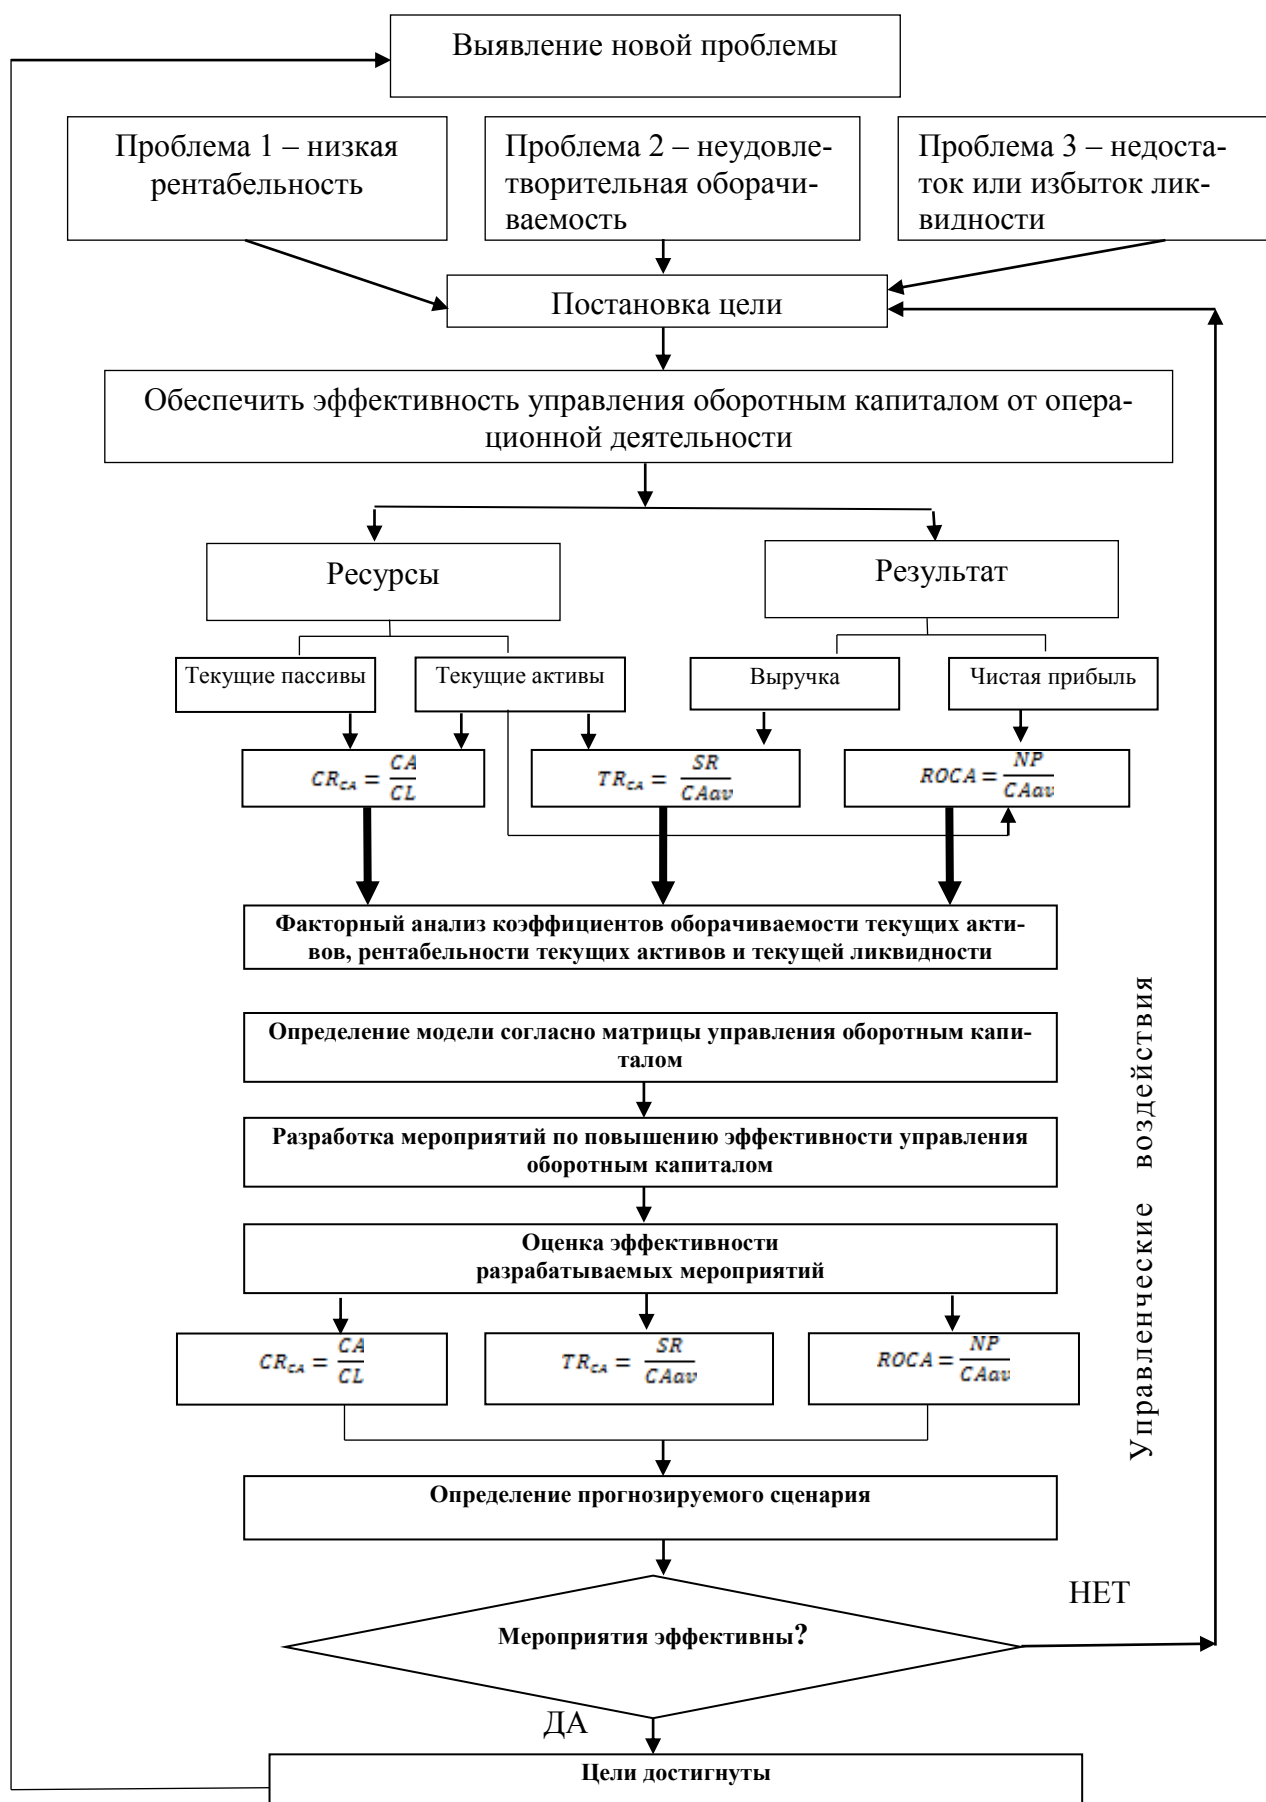 Выявление новой проблемы
Проблема 1 – низкая
рентабельность
Проблема 2 – неудовле-
творительная оборачи-
ваемость
Проблема 3 – недоста-
ток или избыток лик-
видности
Постановка цели
Обеспечить эффективность управления оборотным капиталом от опера-
ционной деятельности
Ресурсы
Результат
Текущие пассивы
Текущие активы
Выручка
Чистая прибыль
CR_CA = CA/CL
TR_CA = SR/CAav
ROCA = NP/CAav
Факторный анализ коэффициентов оборачиваемости текущих акти-
вов, рентабельности текущих активов и текущей ликвидности
Определение модели согласно матрицы управления оборотным капи-
талом
Разработка мероприятий по повышению эффективности управления
оборотным капиталом
Оценка эффективности
разрабатываемых мероприятий
CR_CA = CA/CL
TR_CA = SR/CAav
ROCA = NP/CAav
Определение прогнозируемого сценария
Мероприятия эффективны?
НЕТ
ДА
Цели достигнуты
Управленческие воздействия